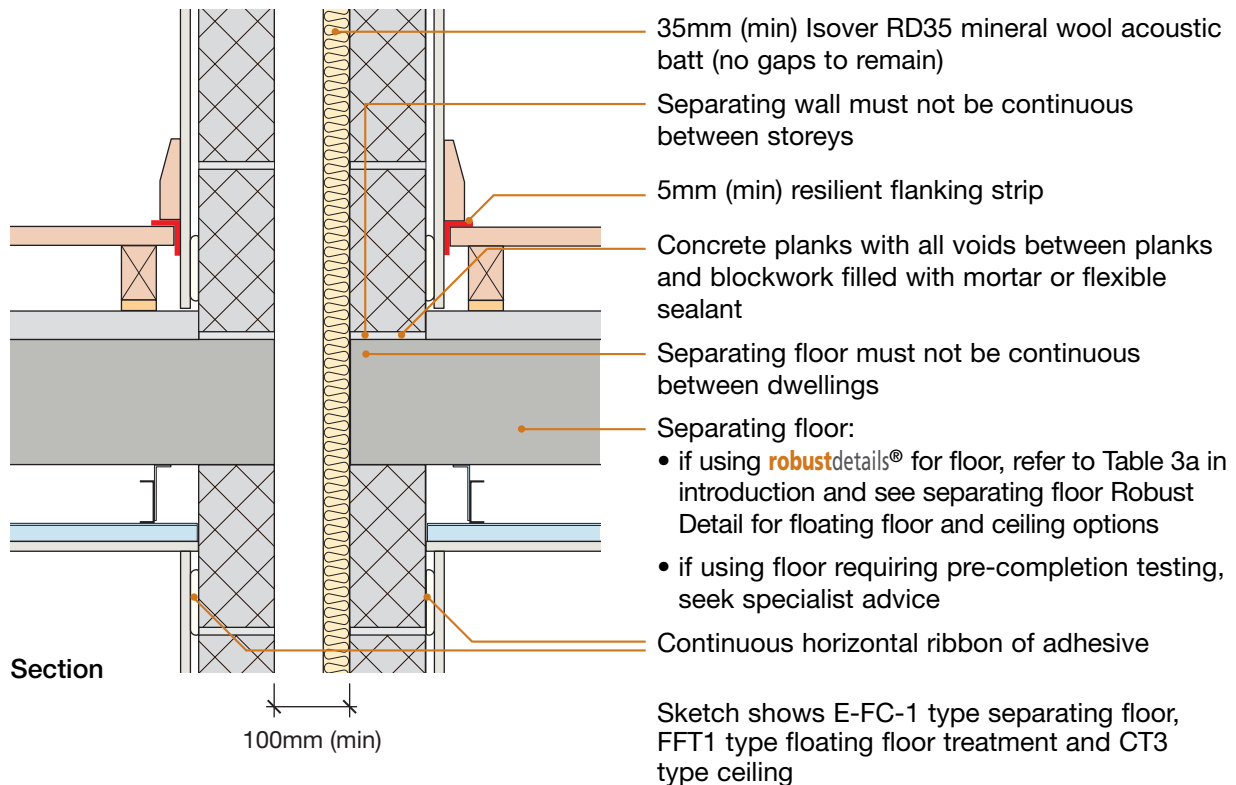 35mm (min) Isover RD35 mineral wool acoustic
batt (no gaps to remain)
Separating wall must not be continuous
between storeys
5mm (min) resilient flanking strip
Concrete planks with all voids between planks
and blockwork filled with mortar or flexible
sealant
Separating floor must not be continuous
between dwellings
Separating floor:
• if using robustdetails® for floor, refer to Table 3a in
introduction and see separating floor Robust
Detail for floating floor and ceiling options
• if using floor requiring pre-completion testing,
seek specialist advice
Continuous horizontal ribbon of adhesive
Section
100mm (min)
Sketch shows E-FC-1 type separating floor,
FFT1 type floating floor treatment and CT3
type ceiling